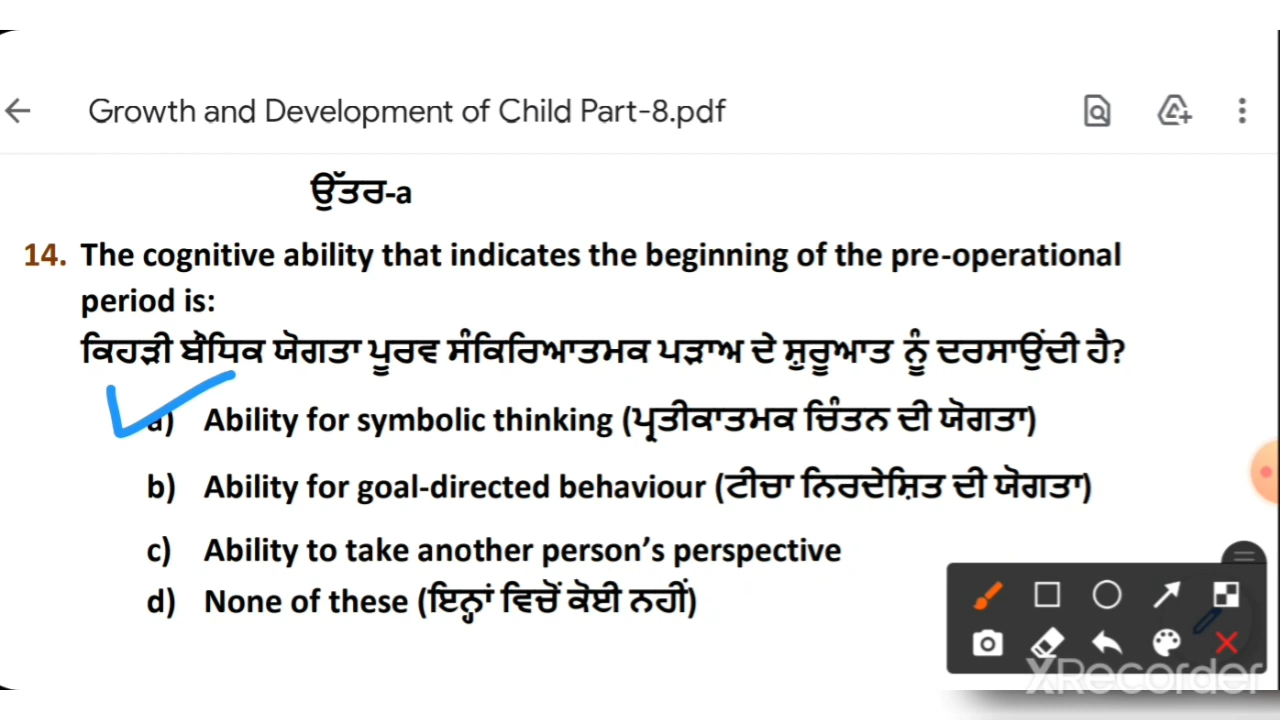 Growth and Development of Child Part-8.pdf
ਉੱਤਰ-a
14. The cognitive ability that indicates the beginning of the pre-operational
period is:
ਕਿਹੜੀ ਬੌਧਿਕ ਯੋਗਤਾ ਪੂਰਵ ਸੰਕਿਰਿਆਤਮਕ ਪੜਾਅ ਦੇ ਸ਼ੁਰੂਆਤ ਨੂੰ ਦਰਸਾਉਂਦੀ ਹੈ?
a) Ability for symbolic thinking (ਪ੍ਰਤੀਕਾਤਮਕ ਚਿੰਤਨ ਦੀ ਯੋਗਤਾ)
b) Ability for goal-directed behaviour (ਟੀਚਾ ਨਿਰਦੇਸ਼ਿਤ ਦੀ ਯੋਗਤਾ)
c) Ability to take another person's perspective
d) None of these (ਇਨ੍ਹਾਂ ਵਿਚੋਂ ਕੋਈ ਨਹੀਂ)
XRecorder